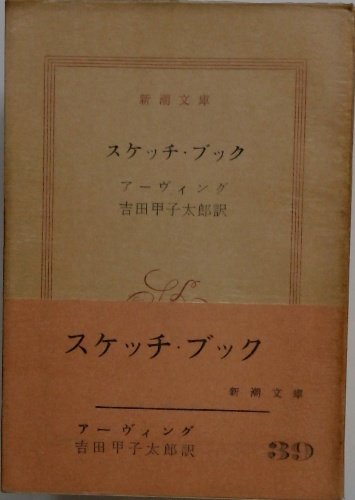 新潮文庫
スケッチ・ブック
アーヴィング
吉田甲子太郎訳
スケッチ・ブック
新潮文庫
アーヴィング
吉田甲子太郎訳
39